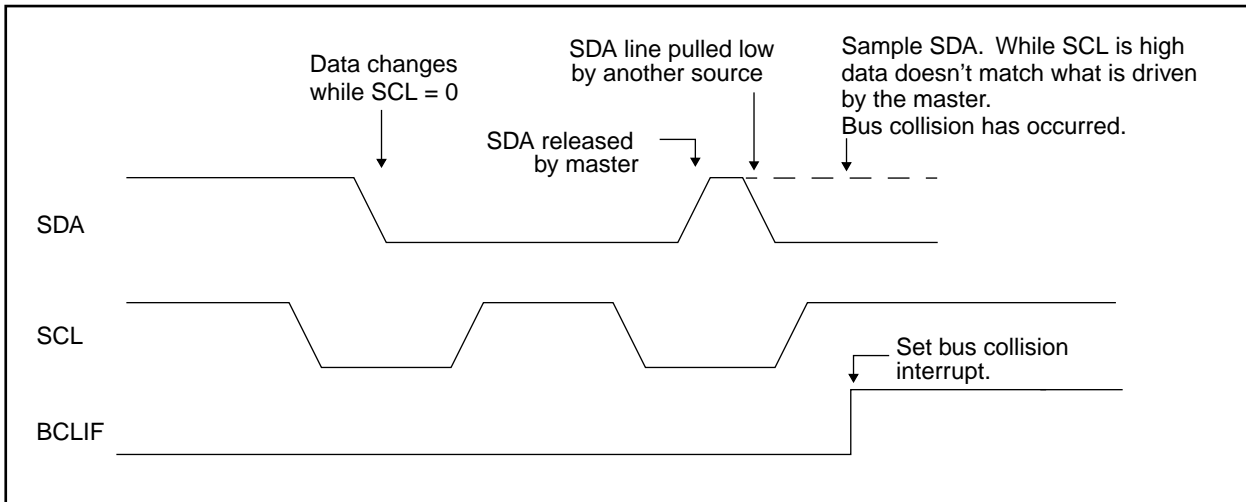 Data changes
while SCL = 0
SDA line pulled low
by another source
Sample SDA. While SCL is high
data doesn't match what is driven
by the master.
Bus collision has occurred.
SDA released
by master
SDA
SCL
Set bus collision
interrupt.
BCLIF